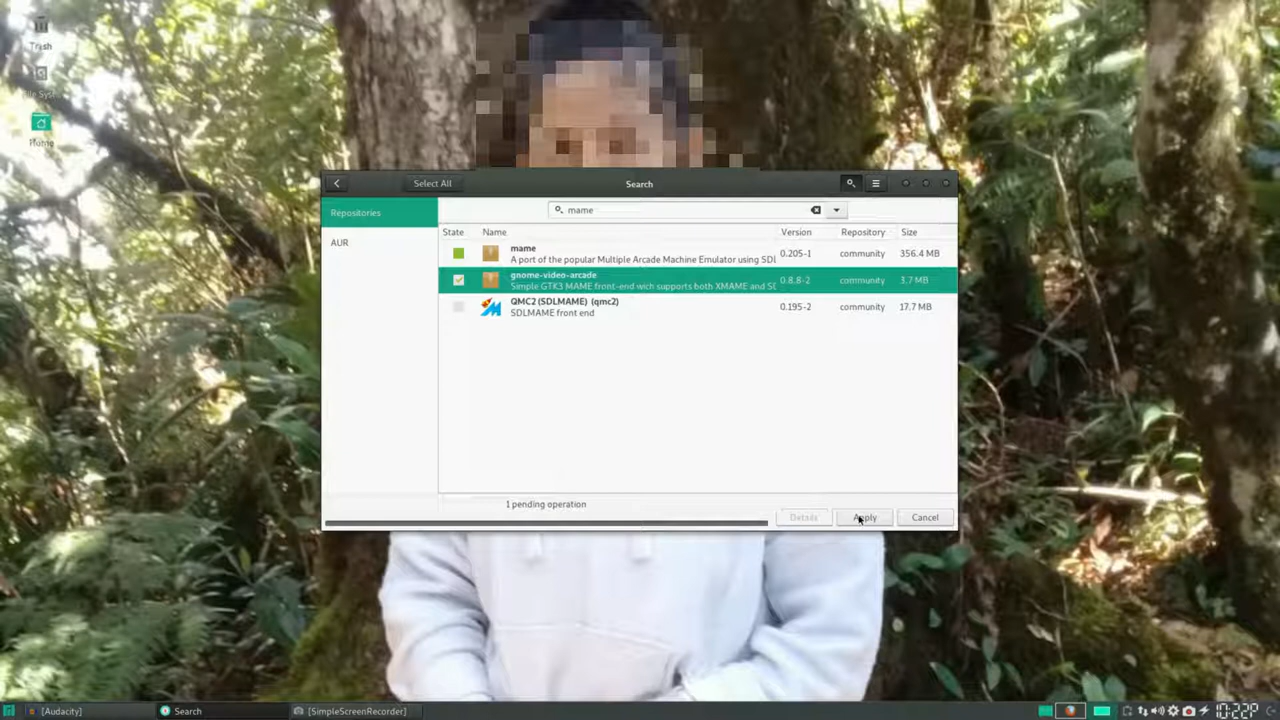 Trash
File Sys...
Home
Select All
Search
Repositories
AUR
mame
State
Name
Version
Repository
Size
mame
A port of the popular Multiple Arcade Machine Emulator using SDL
0.205-1
community
356.4 MB
gnome-video-arcade
Simple GTK3 MAME front-end wich supports both XMAME and SD
0.8.8-2
community
3.7 MB
QMC2 (SDLMAME) (qmc2)
SDLMAME front end
0.195-2
community
17.7 MB
1 pending operation
Details
Apply
Cancel
[Audacity]
Search
[SimpleScreenRecorder]